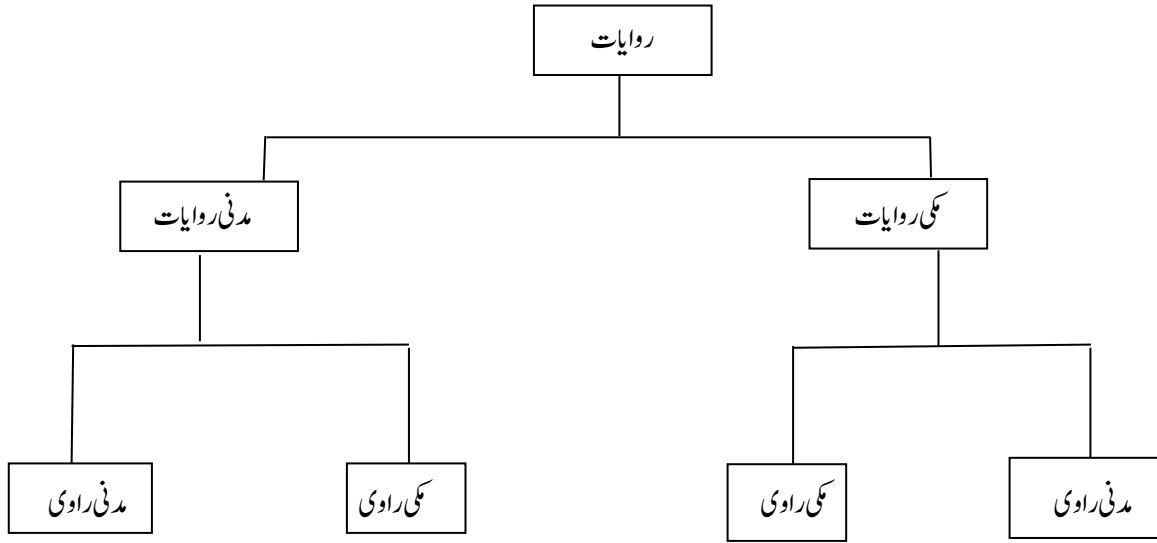 روایات
مکی روایات
مدنی روایات
مدنی راوی
مکی راوی
مکی راوی
مدنی راوی